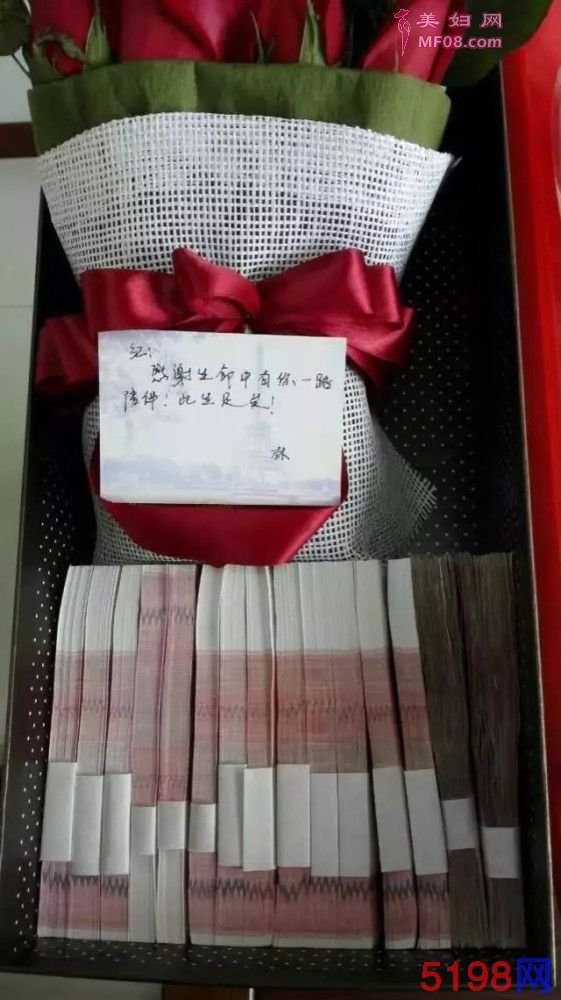 美妇网
MF08.com
红:
感谢生命中有你一路
陪伴!此生足矣!
林
5198网